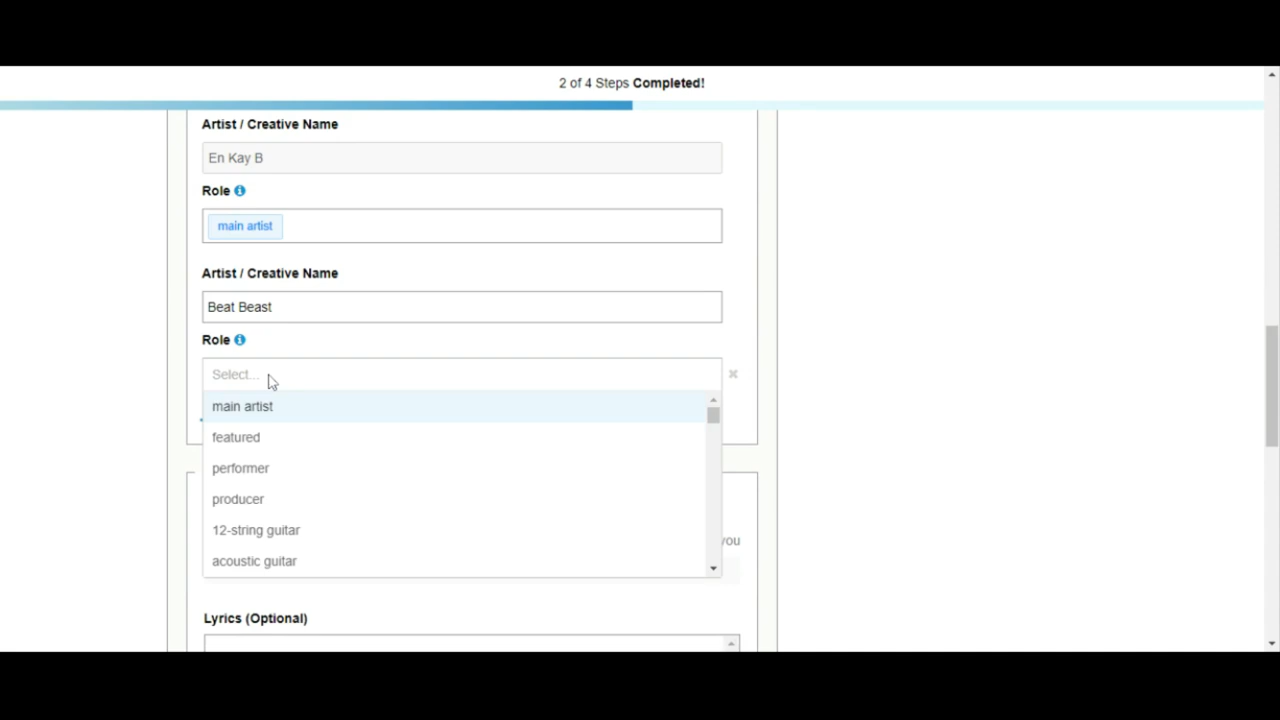 2 of 4 Steps Completed!
Artist / Creative Name
En Kay B
Role
main artist
Artist / Creative Name
Beat Beast
Role
Select...
main artist
featured
performer
producer
12-string guitar
you
acoustic guitar
Lyrics (Optional)